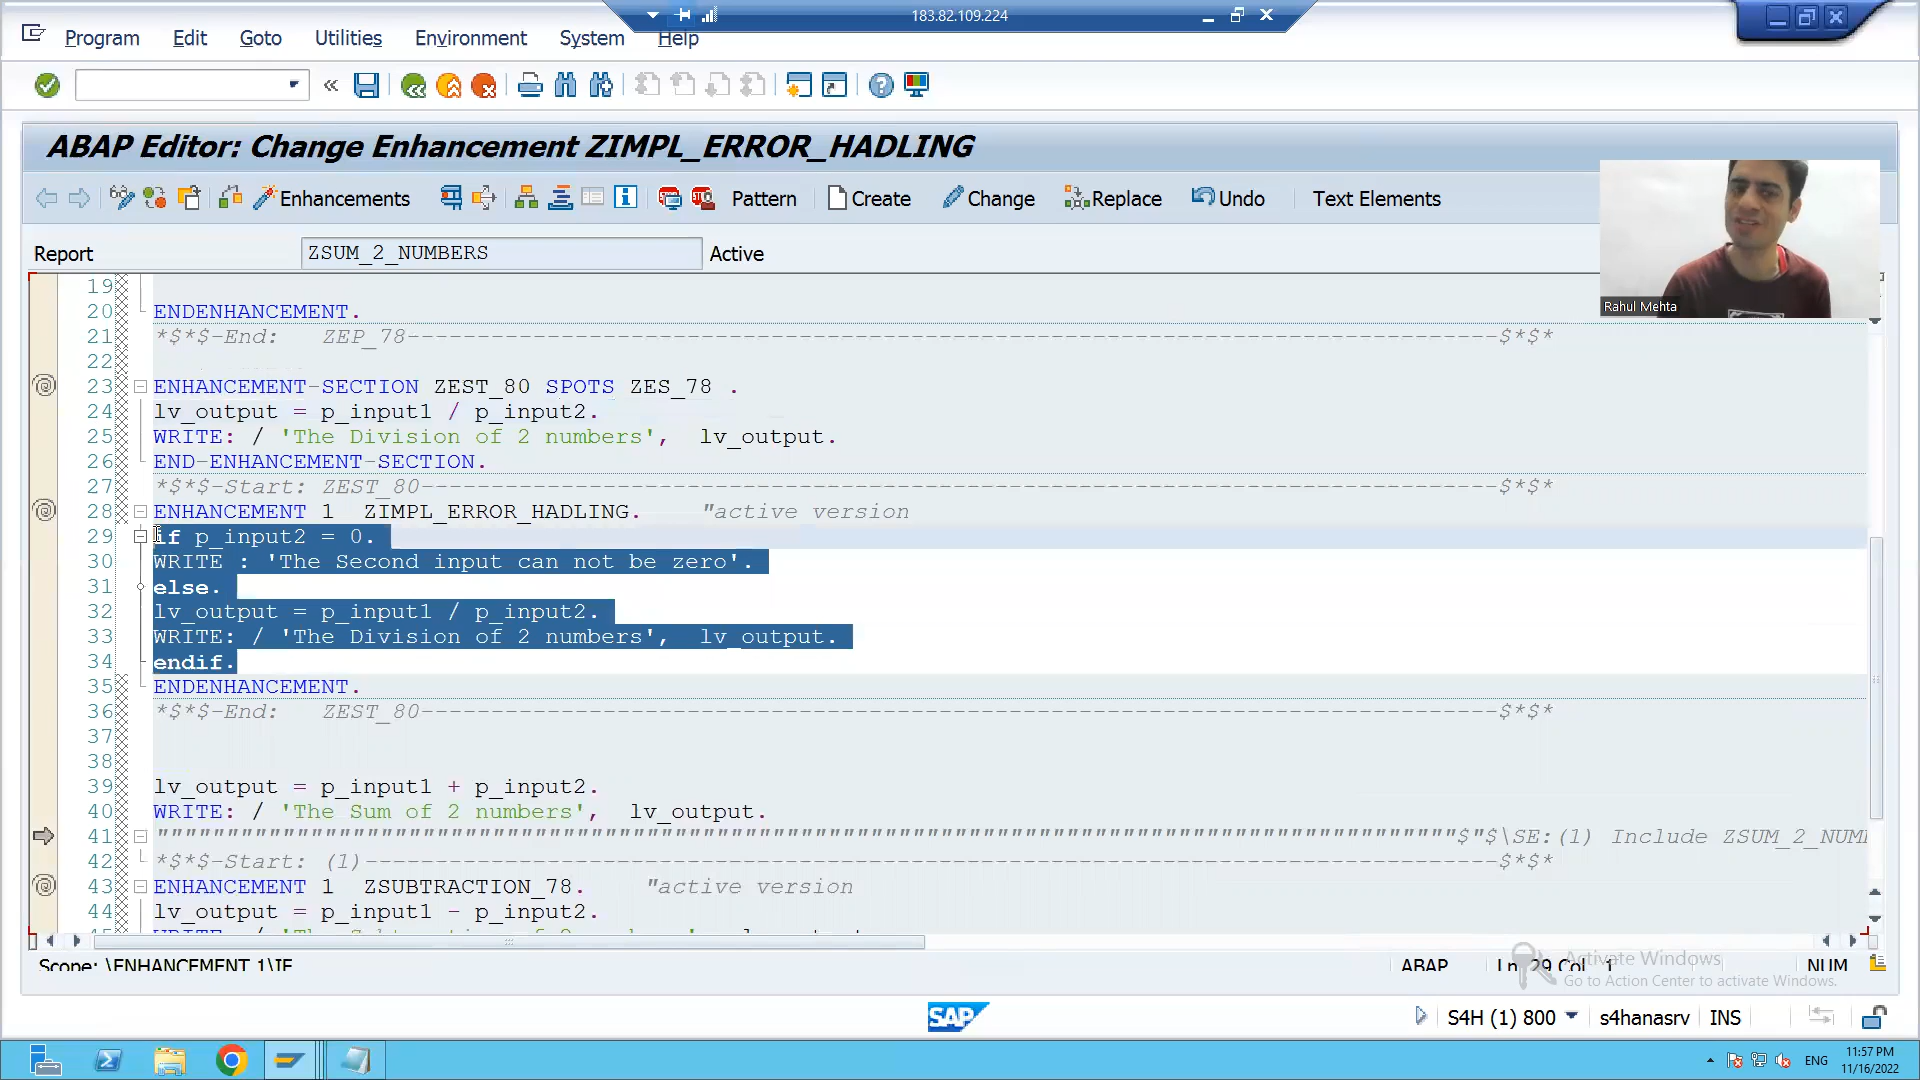 183.82.109.224
Program Edit Goto Utilities Environment System Help
ABAP Editor: Change Enhancement ZIMPL_ERROR_HADLING
Enhancements Pattern Create Change Replace Undo Text Elements
Report ZSUM_2_NUMBERS Active
Rahul Mehta
19
20 ENDENHANCEMENT.
21 *$*$-End: ZEP_78---------------------------------------------------------------------------------$*$*
22
23 ENHANCEMENT-SECTION ZEST_80 SPOTS ZES_78 .
24 lv_output = p_input1 / p_input2.
25 WRITE: / 'The Division of 2 numbers', lv_output.
26 END-ENHANCEMENT-SECTION.
27 *$*$-Start: ZEST_80-------------------------------------------------------------------------------$*$*
28 ENHANCEMENT 1 ZIMPL_ERROR_HADLING. "active version
29 if p_input2 = 0.
30 WRITE : 'The Second input can not be zero'.
31 else.
32 lv_output = p_input1 / p_input2.
33 WRITE: / 'The Division of 2 numbers', lv_output.
34 endif.
35 ENDENHANCEMENT.
36 *$*$-End: ZEST_80-------------------------------------------------------------------------------$*$*
37
38
39 lv_output = p_input1 + p_input2.
40 WRITE: / 'The Sum of 2 numbers', lv_output.
41 """""""""""""""""""""""""""""""""""""""""""""""""""""""""""""""""""""""""""""""""""""""""""""$"$\SE:(1) Include ZSUM_2_NUM
42 *$*$-Start: (1)---------------------------------------------------------------------------------$*$*
43 ENHANCEMENT 1 ZSUBTRACTION_78. "active version
44 lv_output = p_input1 - p_input2.
Scope: \ENHANCEMENT 1\IF ABAP Ln 29 Col 1 NUM
Activate Windows
Go to Action Center to activate Windows.
SAP S4H (1) 800 s4hanasrv INS
ENG
11:57 PM
11/16/2022